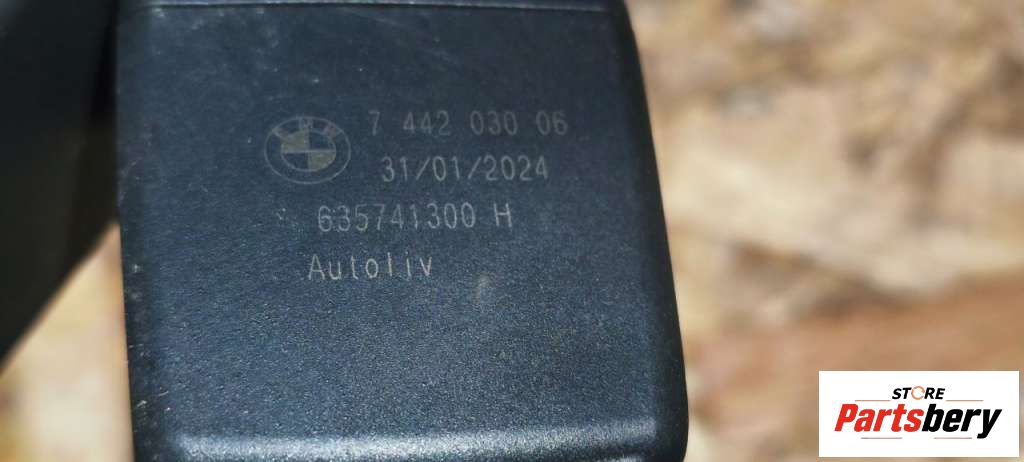 7 442 030 06
31/01/2024
635741300 H
Autoliv
STORE
Partsbery